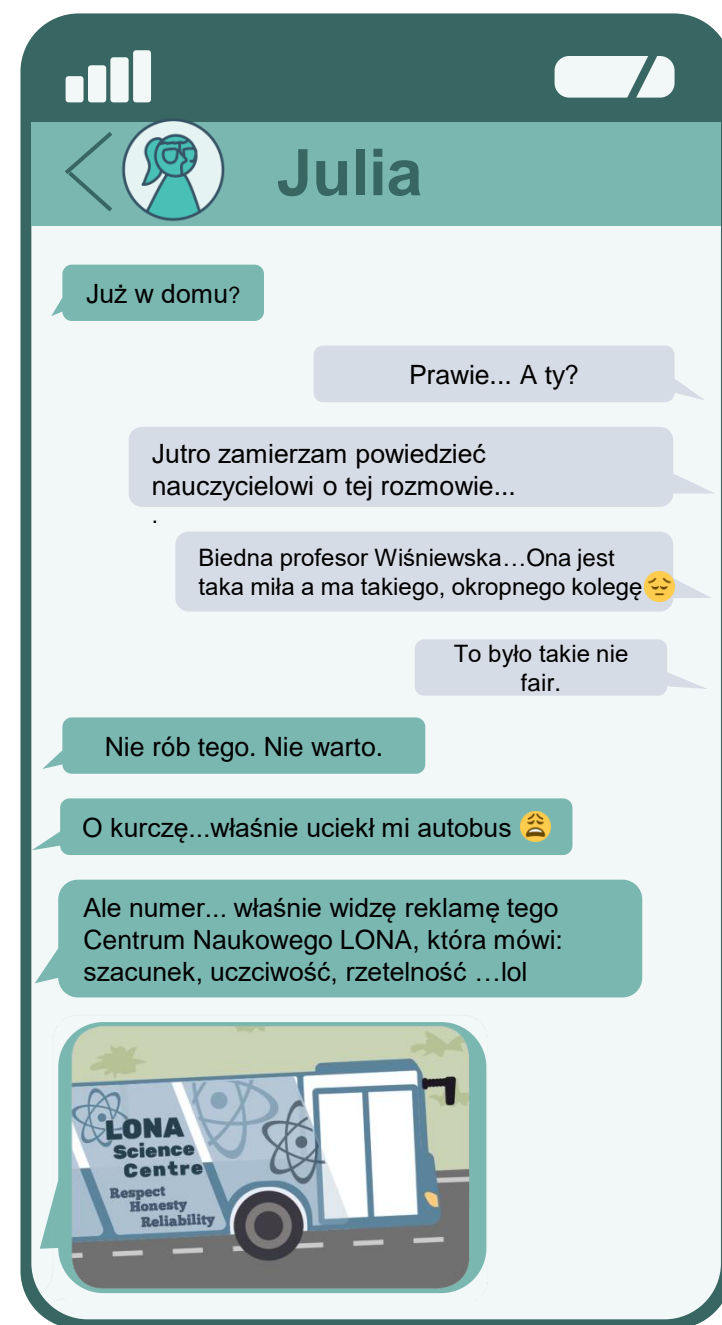 Julia
Już w domu?
Prawie... A ty?
Jutro zamierzam powiedzieć
nauczycielowi o tej rozmowie...
.
Biedna profesor Wiśniewska…Ona jest
taka miła a ma takiego, okropnego kolegę😔
To było takie nie
fair.
Nie rób tego. Nie warto.
O kurczę...właśnie uciekł mi autobus 😩
Ale numer... właśnie widzę reklamę tego
Centrum Naukowego LONA, która mówi:
szacunek, uczciwość, rzetelność …lol
LONA
Science
Centre
Respect
Honesty
Reliability